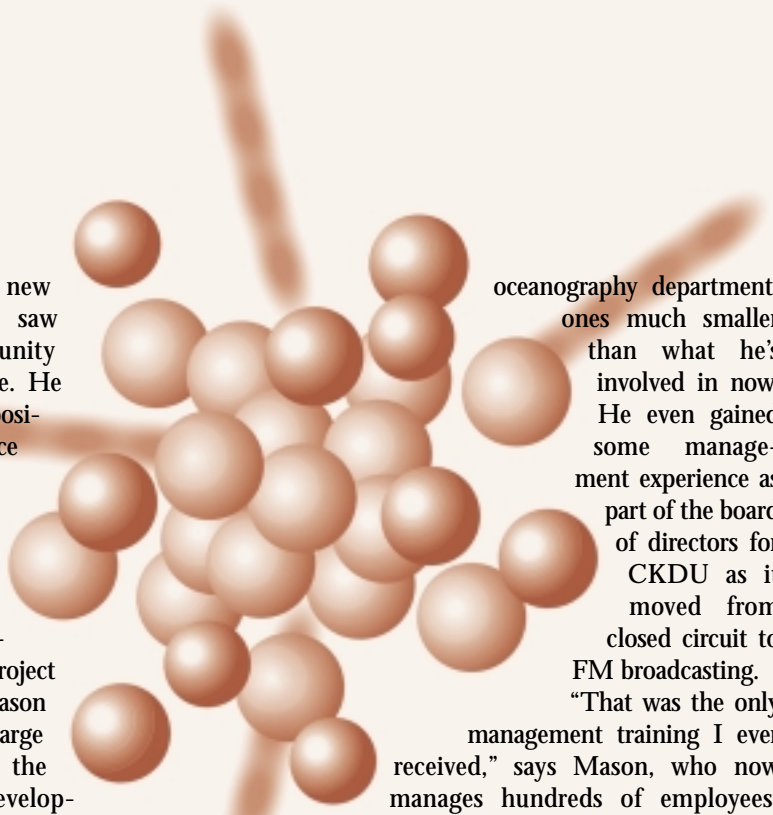 new
saw
unity
e. He
posi-
ce
-
roject
ason
arge
the
evelop-
oceanography department
ones much smaller
than what he's
involved in now
He even gained
some manage-
ment experience as
part of the board
of directors for
CKDU as it
moved from
closed circuit to
FM broadcasting.
“That was the only
management training I ever
received,” says Mason, who now
manages hundreds of employees